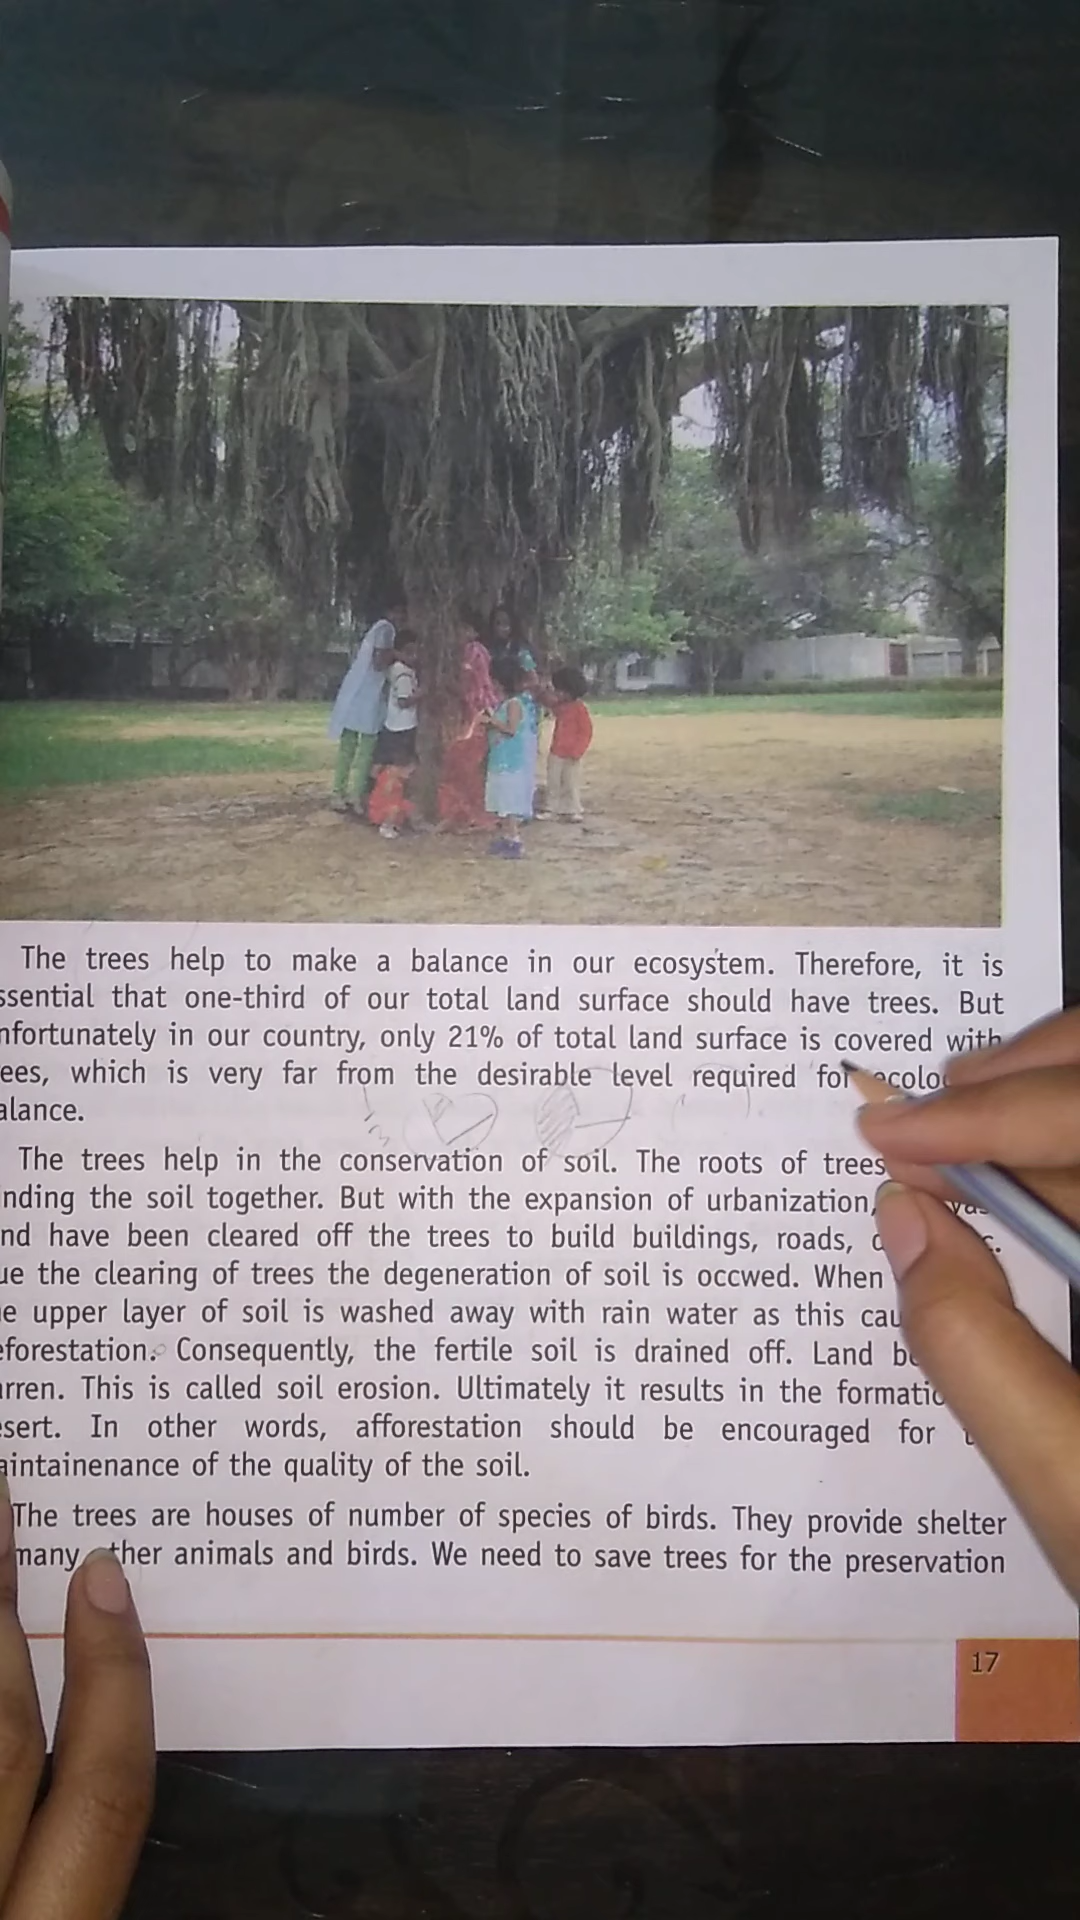 The trees help to make a balance in our ecosystem. Therefore, it is
ssential that one-third of our total land surface should have trees. But
nfortunately in our country, only 21% of total land surface is covered with
ees, which is very far from the desirable level required for ecolo
alance.
The trees help in the conservation of soil. The roots of trees
nding the soil together. But with the expansion of urbanization,
nd have been cleared off the trees to build buildings, roads,
ue the clearing of trees the degeneration of soil is occwed. When
e upper layer of soil is washed away with rain water as this cau
eforestation. Consequently, the fertile soil is drained off. Land b
rren. This is called soil erosion. Ultimately it results in the formatio
sert. In other words, afforestation should be encouraged for
aintainenance of the quality of the soil.
The trees are houses of number of species of birds. They provide shelter
many other animals and birds. We need to save trees for the preservation
17